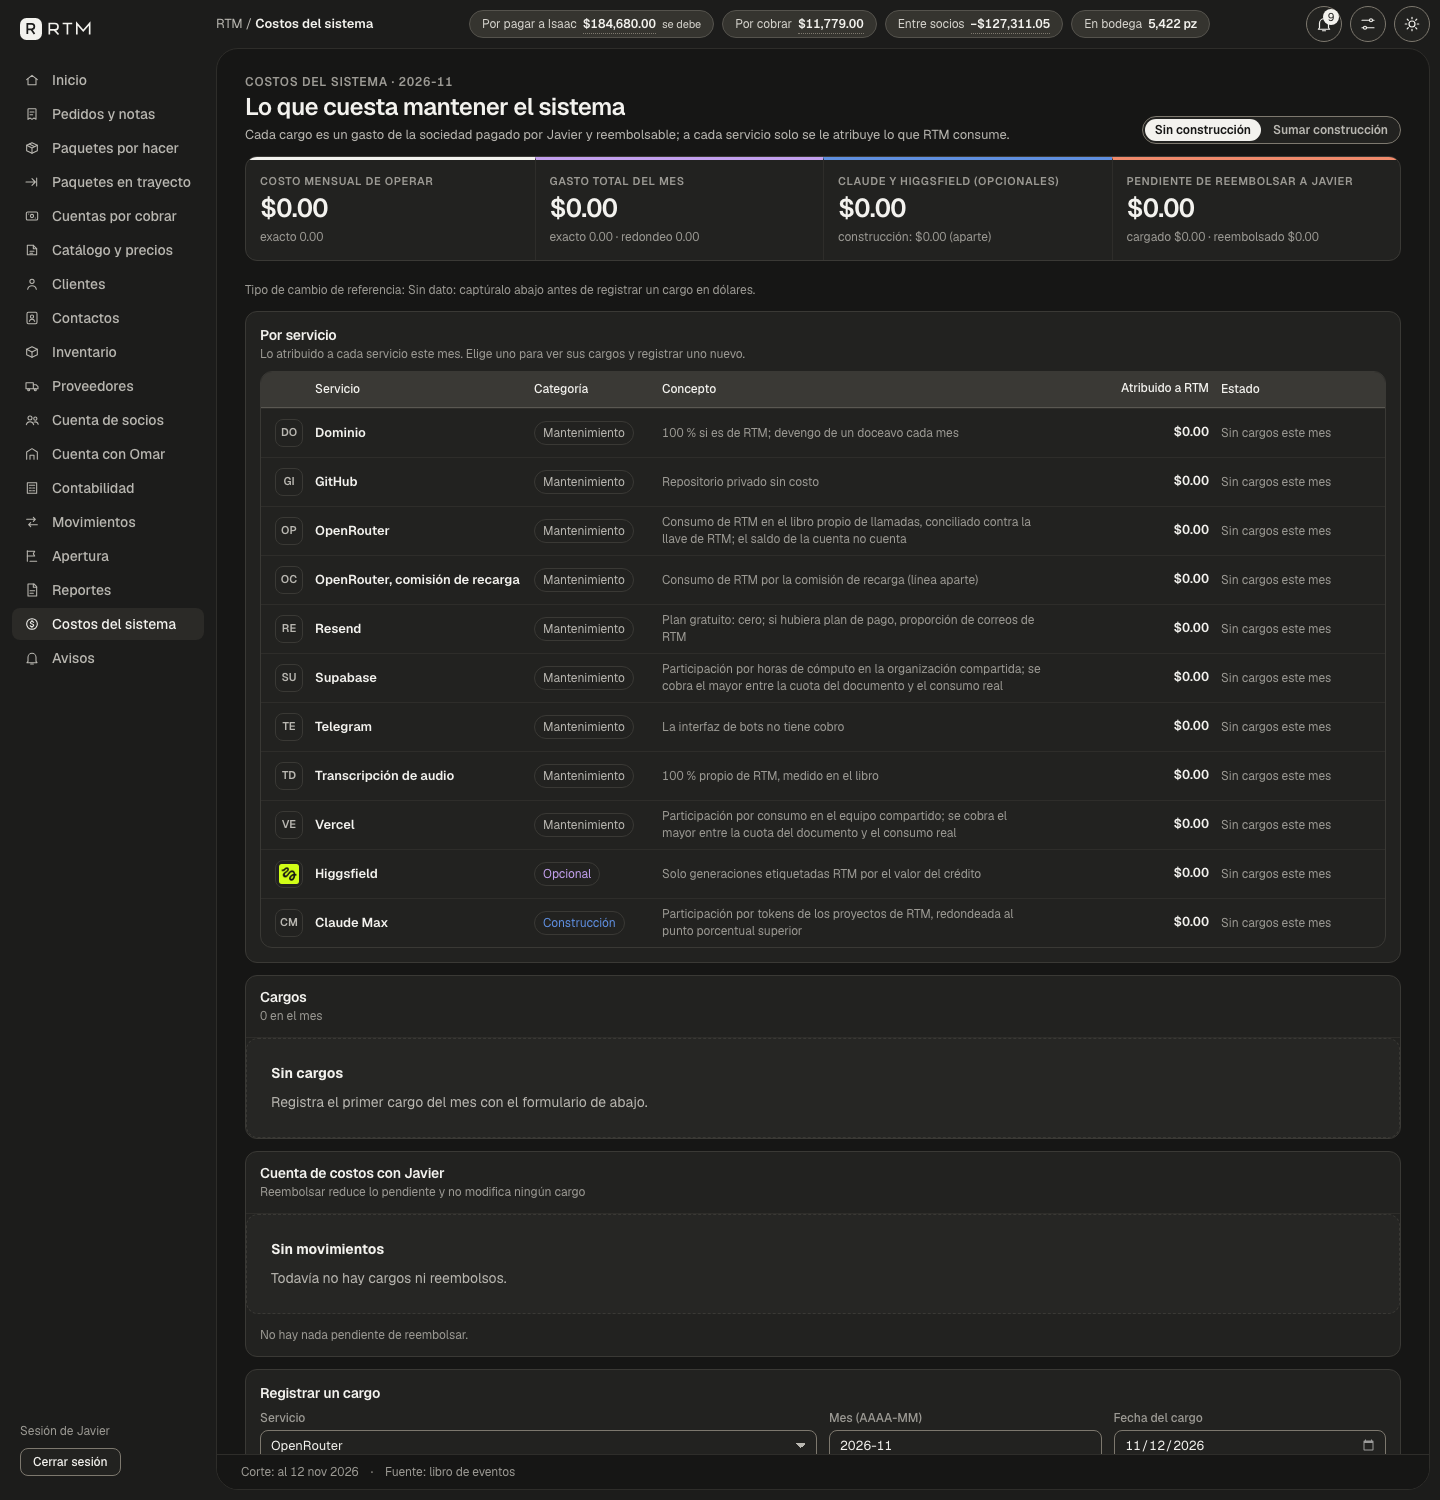 R RTM
RTM / Costos del sistema
Por pagar a Isaac $184,680.00 se debe
Por cobrar $11,779.00
Entre socios −$127,311.05
En bodega 5,422 pz
9
Inicio
Pedidos y notas
Paquetes por hacer
Paquetes en trayecto
Cuentas por cobrar
Catálogo y precios
Clientes
Contactos
Inventario
Proveedores
Cuenta de socios
Cuenta con Omar
Contabilidad
Movimientos
Apertura
Reportes
Costos del sistema
Avisos
Sesión de Javier
Cerrar sesión
COSTOS DEL SISTEMA · 2026-11
Lo que cuesta mantener el sistema
Cada cargo es un gasto de la sociedad pagado por Javier y reembolsable; a cada servicio solo se le atribuye lo que RTM consume.
Sin construcción Sumar construcción
COSTO MENSUAL DE OPERAR
$0.00
exacto 0.00
GASTO TOTAL DEL MES
$0.00
exacto 0.00 · redondeo 0.00
CLAUDE Y HIGGSFIELD (OPCIONALES)
$0.00
construcción: $0.00 (aparte)
PENDIENTE DE REEMBOLSAR A JAVIER
$0.00
cargado $0.00 · reembolsado $0.00
Tipo de cambio de referencia: Sin dato: captúralo abajo antes de registrar un cargo en dólares.
Por servicio
Lo atribuido a cada servicio este mes. Elige uno para ver sus cargos y registrar uno nuevo.
Servicio Categoría Concepto Atribuido a RTM Estado
DO Dominio Mantenimiento 100 % si es de RTM; devengo de un doceavo cada mes $0.00 Sin cargos este mes
GI GitHub Mantenimiento Repositorio privado sin costo $0.00 Sin cargos este mes
OP OpenRouter Mantenimiento Consumo de RTM en el libro propio de llamadas, conciliado contra la
llave de RTM; el saldo de la cuenta no cuenta $0.00 Sin cargos este mes
OC OpenRouter, comisión de recarga Mantenimiento Consumo de RTM por la comisión de recarga (línea aparte) $0.00 Sin cargos este mes
RE Resend Mantenimiento Plan gratuito: cero; si hubiera plan de pago, proporción de correos de
RTM $0.00 Sin cargos este mes
SU Supabase Mantenimiento Participación por horas de cómputo en la organización compartida; se
cobra el mayor entre la cuota del documento y el consumo real $0.00 Sin cargos este mes
TE Telegram Mantenimiento La interfaz de bots no tiene cobro $0.00 Sin cargos este mes
TD Transcripción de audio Mantenimiento 100 % propio de RTM, medido en el libro $0.00 Sin cargos este mes
VE Vercel Mantenimiento Participación por consumo en el equipo compartido; se cobra el
mayor entre la cuota del documento y el consumo real $0.00 Sin cargos este mes
Higgsfield Opcional Solo generaciones etiquetadas RTM por el valor del crédito $0.00 Sin cargos este mes
CM Claude Max Construcción Participación por tokens de los proyectos de RTM, redondeada al
punto porcentual superior $0.00 Sin cargos este mes
Cargos
0 en el mes
Sin cargos
Registra el primer cargo del mes con el formulario de abajo.
Cuenta de costos con Javier
Reembolsar reduce lo pendiente y no modifica ningún cargo
Sin movimientos
Todavía no hay cargos ni reembolsos.
No hay nada pendiente de reembolsar.
Registrar un cargo
Servicio Mes (AAAA-MM) Fecha del cargo
OpenRouter 2026-11 11/12/2026
Corte: al 12 nov 2026 · Fuente: libro de eventos